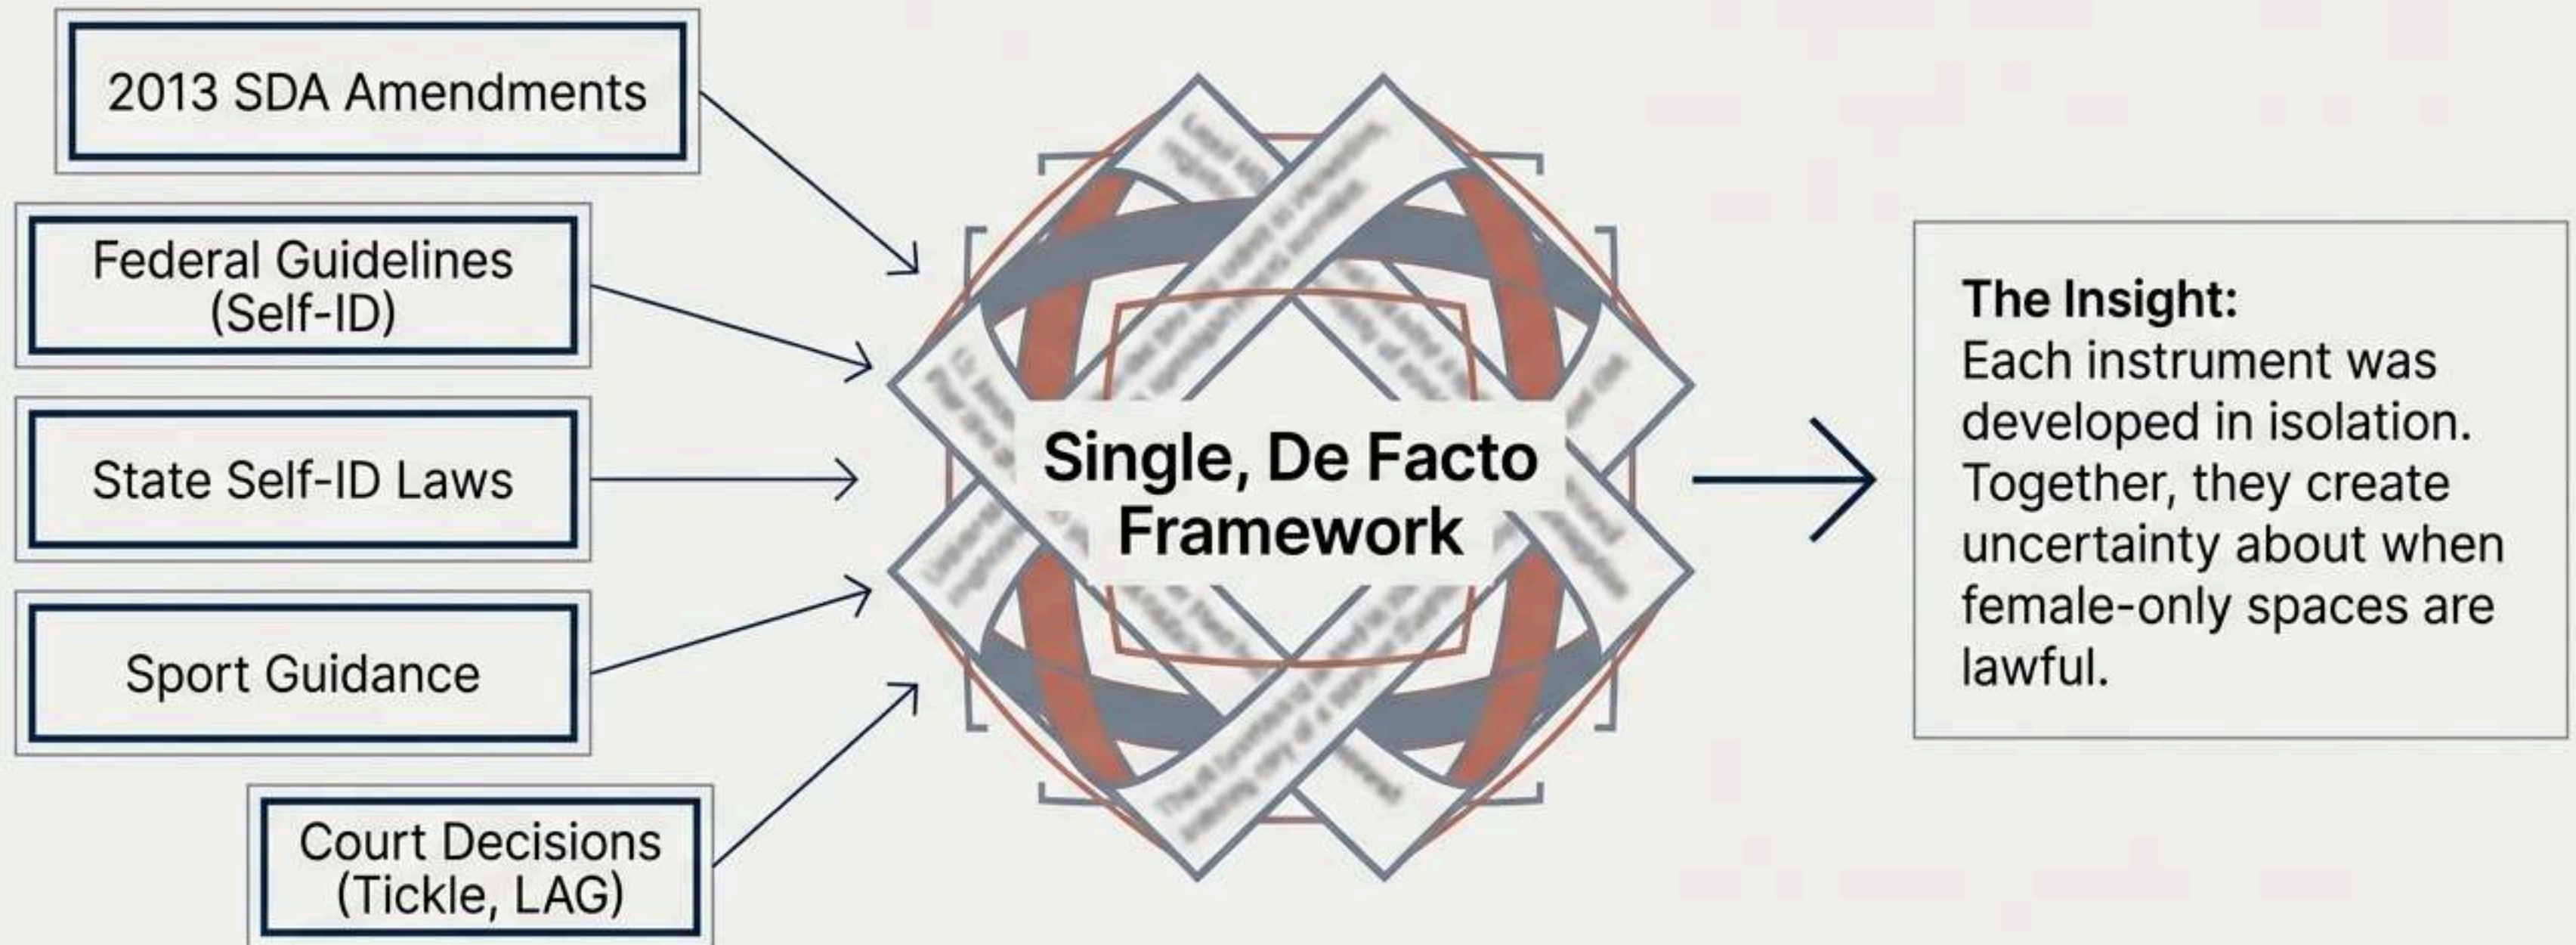 2013 SDA Amendments
Federal Guidelines
(Self-ID)
State Self-ID Laws
Sport Guidance
Court Decisions
(Tickle, LAG)
Single, De Facto
Framework
The Insight:
Each instrument was
developed in isolation.
Together, they create
uncertainty about when
female-only spaces are
lawful.